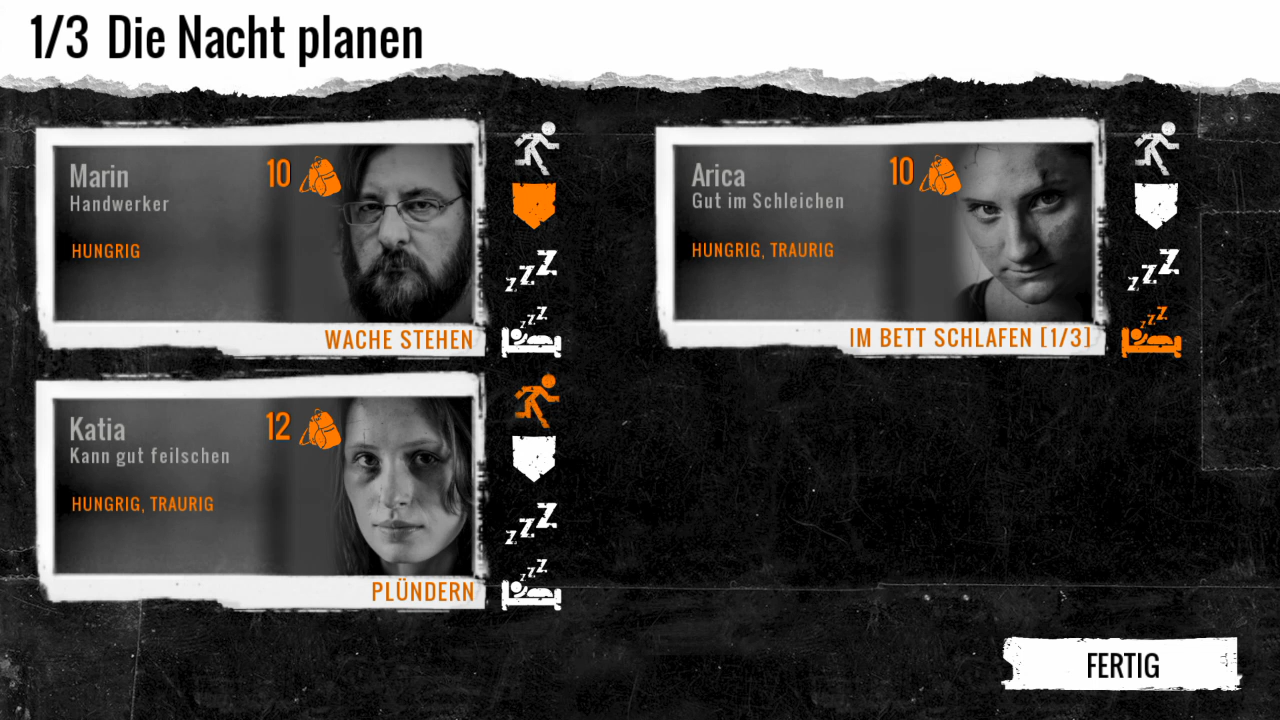 1/3 Die Nacht planen
Marin
10
Handwerker
HUNGRIG
WACHE STEHEN
Arica
10
Gut im Schleichen
HUNGRIG, TRAURIG
IM BETT SCHLAFEN [1/3]
Katia
12
Kann gut feilschen
HUNGRIG, TRAURIG
PLÜNDERN
FERTIG